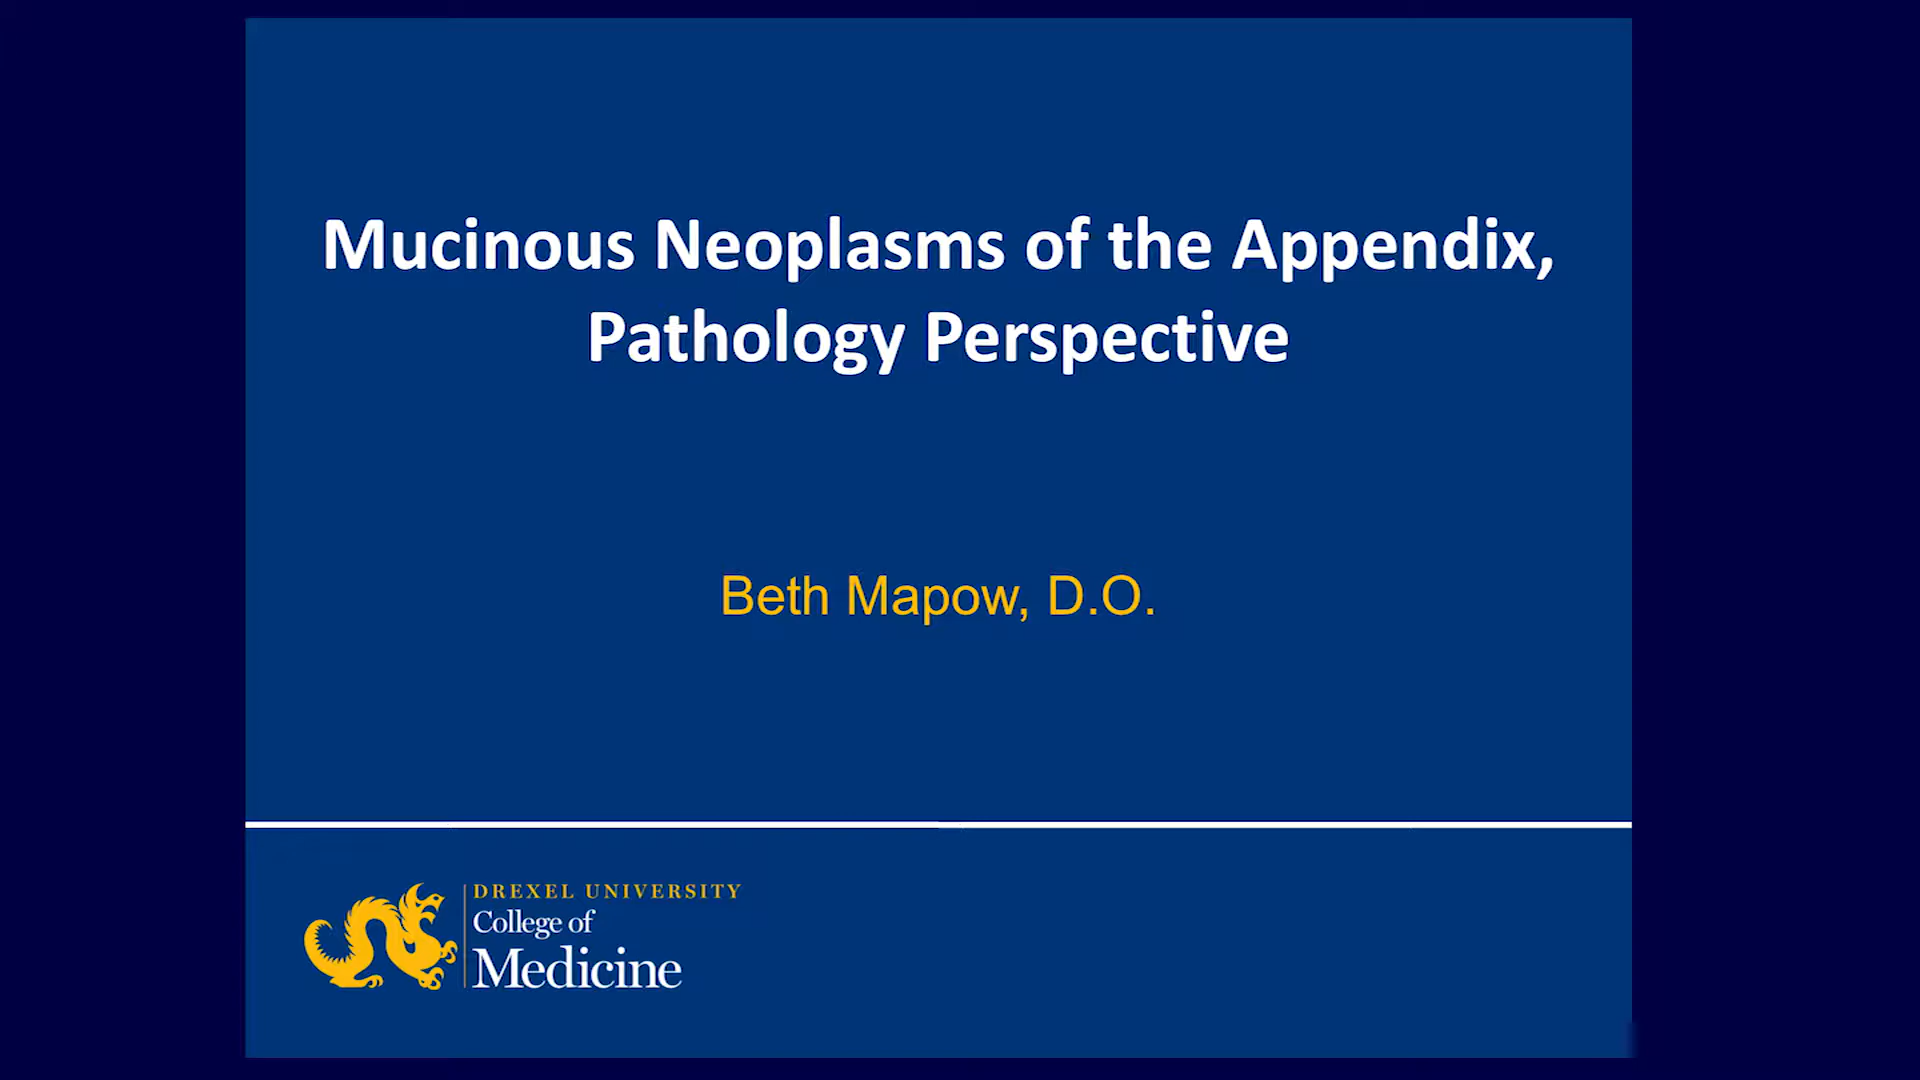 Mucinous Neoplasms of the Appendix,
Pathology Perspective
Beth Mapow, D.O.
DREXEL UNIVERSITY
College of
Medicine